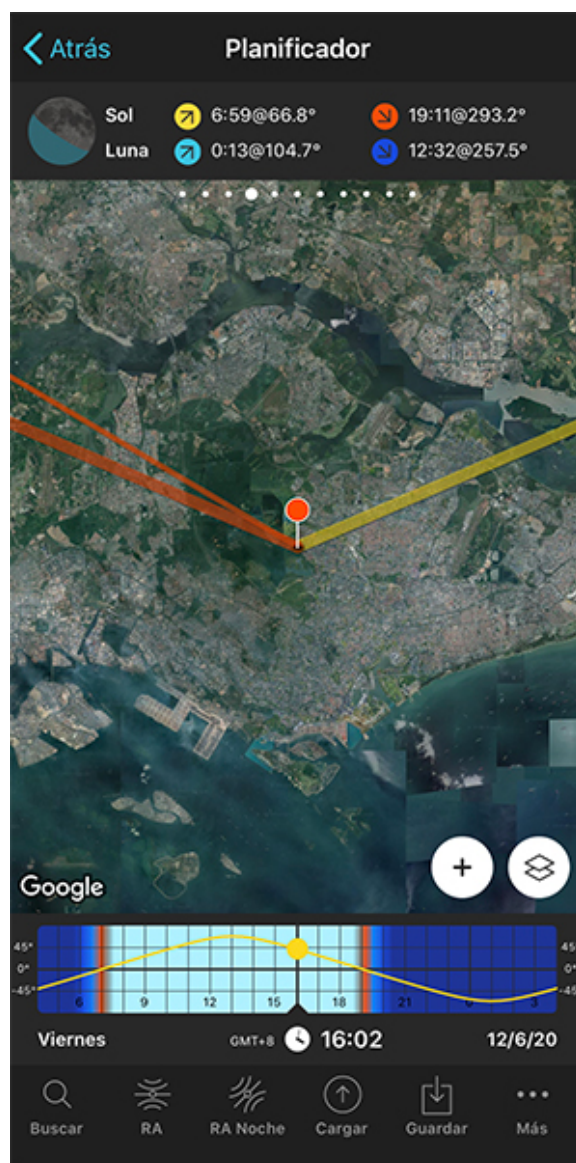 Atrás Planificador
Sol 6:59@66.8° 19:11@293.2°
Luna 0:13@104.7° 12:32@257.5°
Google
45° 45°
0° 0°
-45° -45°
6 9 12 15 18 21 0 3
Viernes GMT+8 16:02 12/6/20
Buscar RA RA Noche Cargar Guardar Más